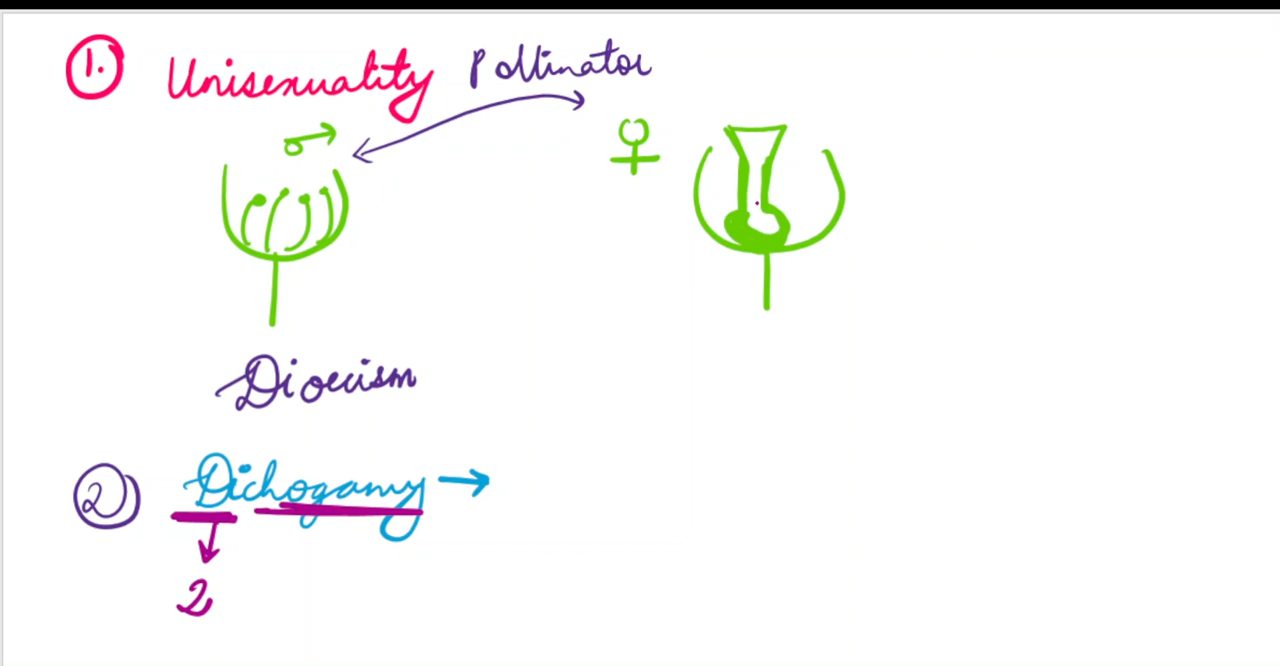 1. Unisexuality Pollinator
♂ ♀
Dioecism
2 Dichogamy →
2